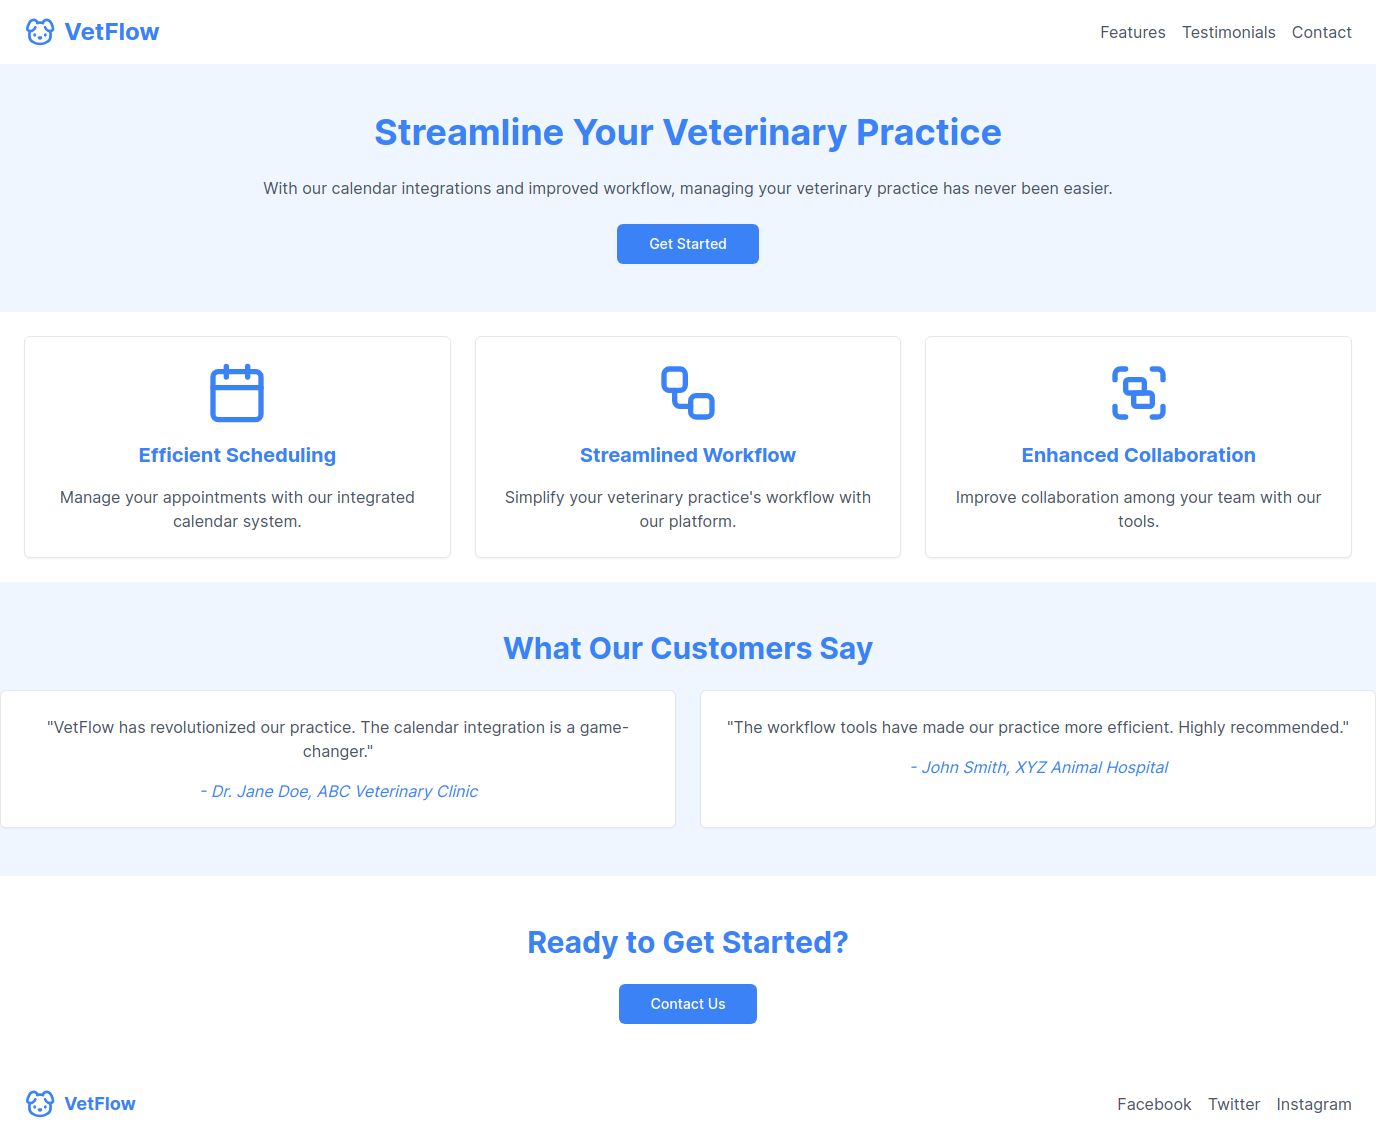 VetFlow
Features Testimonials Contact
Streamline Your Veterinary Practice
With our calendar integrations and improved workflow, managing your veterinary practice has never been easier.
Get Started
Efficient Scheduling
Manage your appointments with our integrated
calendar system.
Streamlined Workflow
Simplify your veterinary practice's workflow with
our platform.
Enhanced Collaboration
Improve collaboration among your team with our
tools.
What Our Customers Say
"VetFlow has revolutionized our practice. The calendar integration is a game-
changer."
- Dr. Jane Doe, ABC Veterinary Clinic
"The workflow tools have made our practice more efficient. Highly recommended."
- John Smith, XYZ Animal Hospital
Ready to Get Started?
Contact Us
VetFlow
Facebook Twitter Instagram